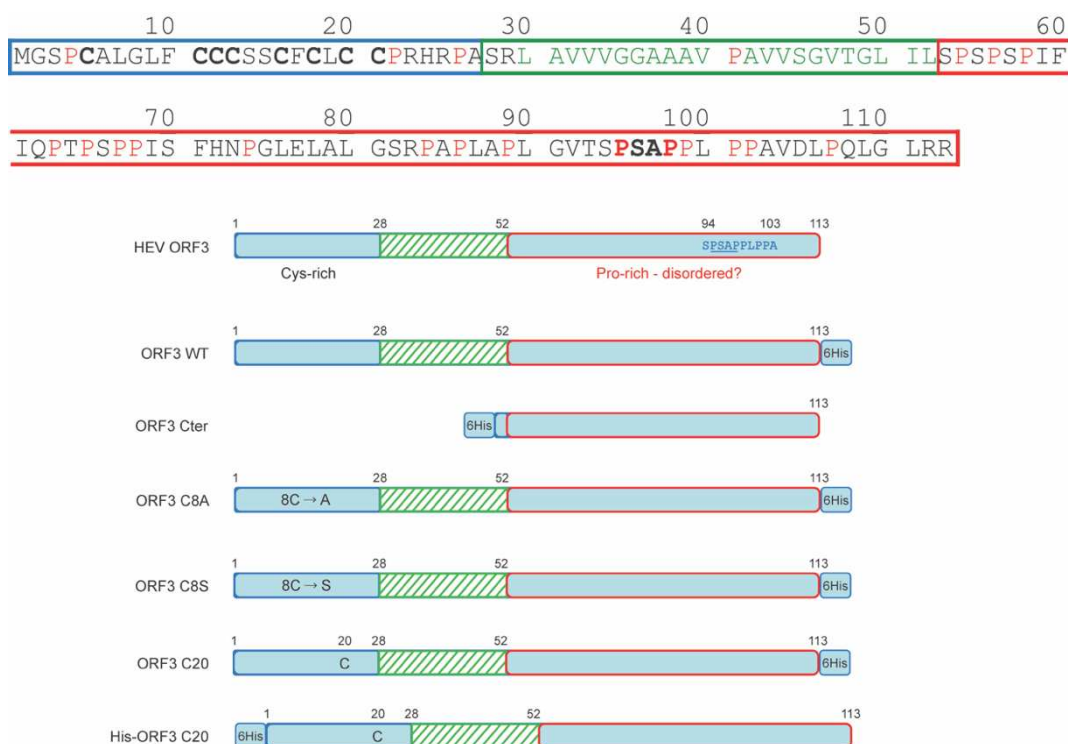 10 20 30 40 50 60
MGSPCALGLF CCCSSCFCLC CPRHRPASRL AVVVGGAAAV PAVVSGVTGL ILSPSPSPIF
70 80 90 100 110
IQPTPSPPIS FHNPGLELAL GSRPAPLAPL GVTSPSAPPL PPAVDLPQLG LRR
1 28 52 94 103 113
HEV ORF3 SPSAPPLPPA
Cys-rich Pro-rich - disordered?
1 28 52 113
ORF3 WT 6His
113
ORF3 Cter 6His
1 28 52 113
ORF3 C8A 8C → A 6His
1 28 52 113
ORF3 C8S 8C → S 6His
1 20 28 52 113
ORF3 C20 C 6His
1 20 28 52 113
His-ORF3 C20 6His C